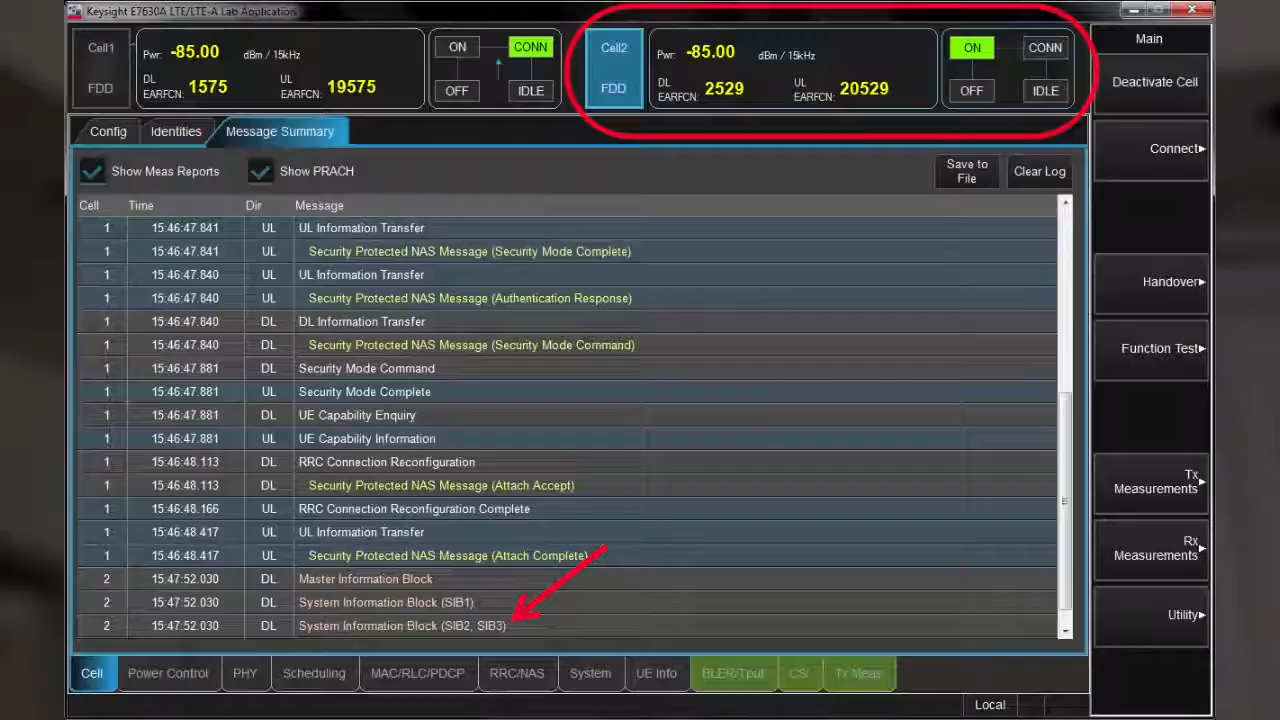 Keysight E7630A LTE/LTE-A Lab Application
Cell1
FDD
Pwr: -85.00 dBm / 15kHz
DL EARFCN: 1575 UL EARFCN: 19575
ON CONN
OFF IDLE
Cell2
FDD
Pwr: -85.00 dBm / 15kHz
DL EARFCN: 2529 UL EARFCN: 20529
ON CONN
OFF IDLE
Main
Deactivate Cell
Connect
Handover
Function Test
Tx
Measurements
Rx
Measurements
Utility
Config Identities Message Summary
Show Meas Reports Show PRACH
Save to
File
Clear Log
Cell Time Dir Message
1 15:46:47.841 UL UL Information Transfer
1 15:46:47.841 UL Security Protected NAS Message (Security Mode Complete)
1 15:46:47.840 UL UL Information Transfer
1 15:46:47.840 UL Security Protected NAS Message (Authentication Response)
1 15:46:47.840 DL DL Information Transfer
1 15:46:47.840 DL Security Protected NAS Message (Security Mode Command)
1 15:46:47.881 DL Security Mode Command
1 15:46:47.881 UL Security Mode Complete
1 15:46:47.881 DL UE Capability Enquiry
1 15:46:47.881 UL UE Capability Information
1 15:46:48.113 DL RRC Connection Reconfiguration
1 15:46:48.113 DL Security Protected NAS Message (Attach Accept)
1 15:46:48.166 UL RRC Connection Reconfiguration Complete
1 15:46:48.417 UL UL Information Transfer
1 15:46:48.417 UL Security Protected NAS Message (Attach Complete)
2 15:47:52.030 DL Master Information Block
2 15:47:52.030 DL System Information Block (SIB1)
2 15:47:52.030 DL System Information Block (SIB2, SIB3)
Cell Power Control PHY Scheduling MAC/RLC/PDCP RRC/NAS System UE Info BLER/Tput CSI Tx Meas
Local